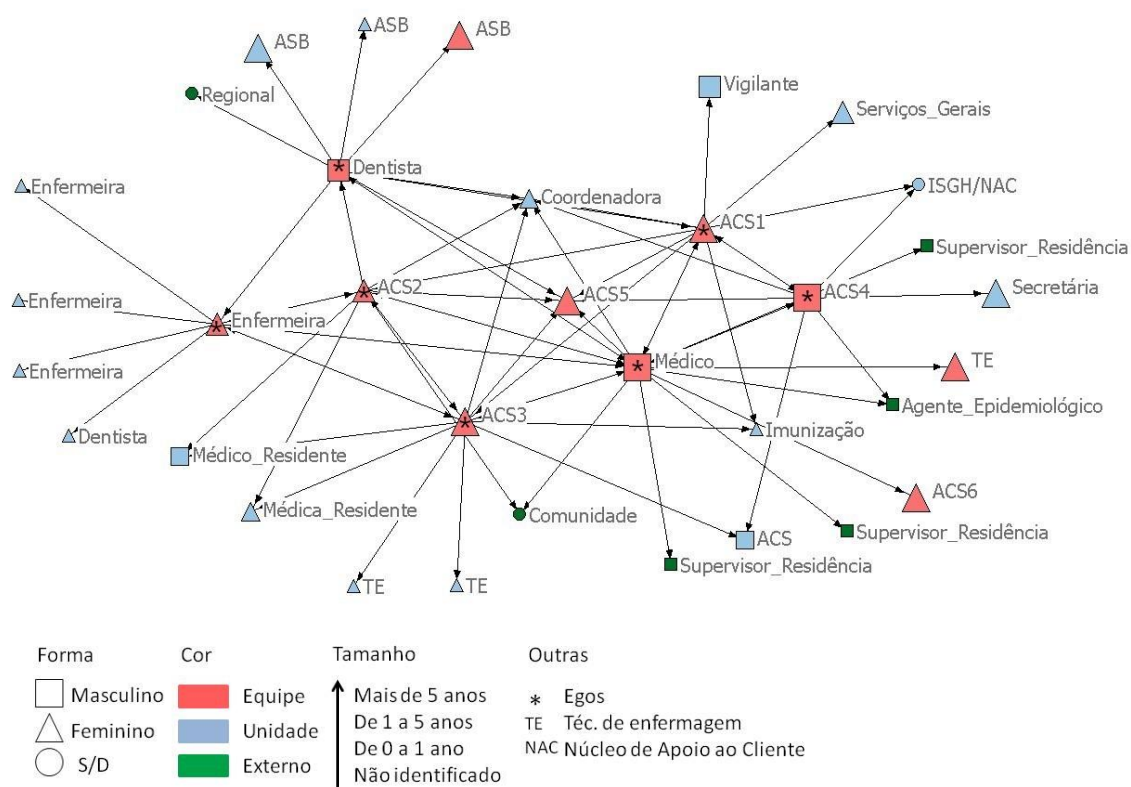 ASB
ASB
ASB
Regional
Vigilante
Serviços_Gerais
Dentista
Enfermeira
Coordenadora
ISGH/NAC
ACS1
Supervisor_Residência
ACS2
ACS5
ACS4
Secretária
Enfermeira
Enfermeira
Médico
TE
Enfermeira
Agente_Epidemiológico
ACS3
Imunização
Dentista
Médico_Residente
ACS6
Médica_Residente
Comunidade
Supervisor_Residência
ACS
Supervisor_Residência
TE
TE
Forma
Masculino
Feminino
S/D
Cor
Equipe
Unidade
Externo
Tamanho
Mais de 5 anos
De 1 a 5 anos
De 0 a 1 ano
Não identificado
Outras
* Egos
TE Téc. de enfermagem
NAC Núcleo de Apoio ao Cliente